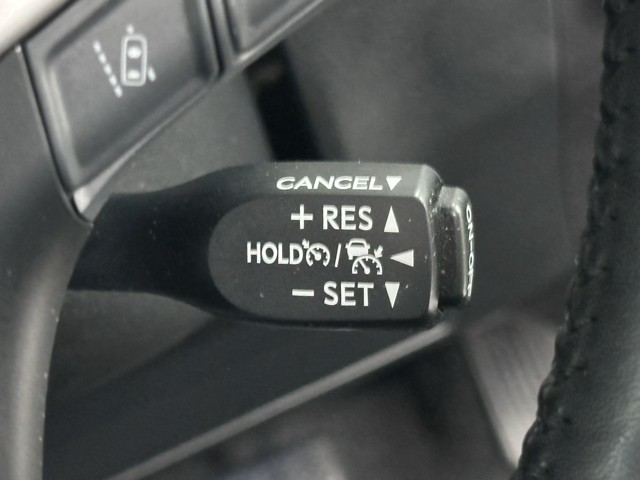 CANCEL▼
+ RES ▲
HOLD / ◀
− SET ▼
ON-OFF